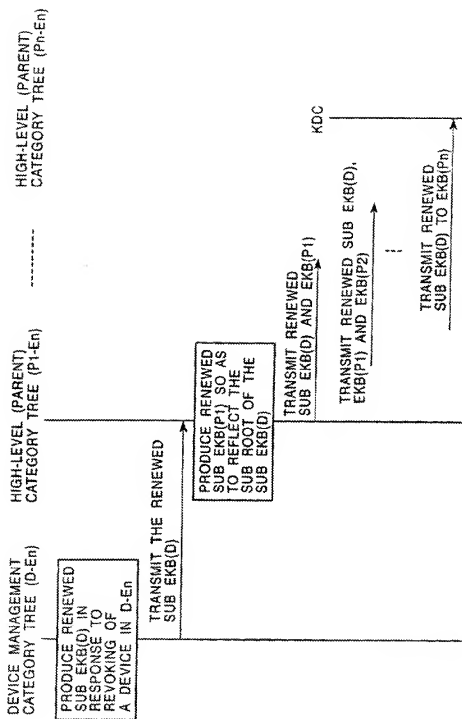 DEVICE MANAGEMENT
CATEGORY TREE (D-En)
HIGH-LEVEL (PARENT)
CATEGORY TREE (P1-En)
---------
HIGH-LEVEL (PARENT)
CATEGORY TREE (Pn-En)
PRODUCE RENEWED
SUB EKB(D) IN
RESPONSE TO
REVOKING OF
A DEVICE IN D-En
TRANSMIT THE RENEWED
SUB EKB(D)
PRODUCE RENEWED
SUB EKB(P1) SO AS
TO REFLECT THE
SUB ROOT OF THE
SUB EKB(D)
TRANSMIT RENEWED
SUB EKB(D) AND EKB(P1)
KDC
TRANSMIT RENEWED SUB EKB(D),
EKB(P1) AND EKB(P2)
TRANSMIT RENEWED
SUB EKB(D) TO EKB(Pn)